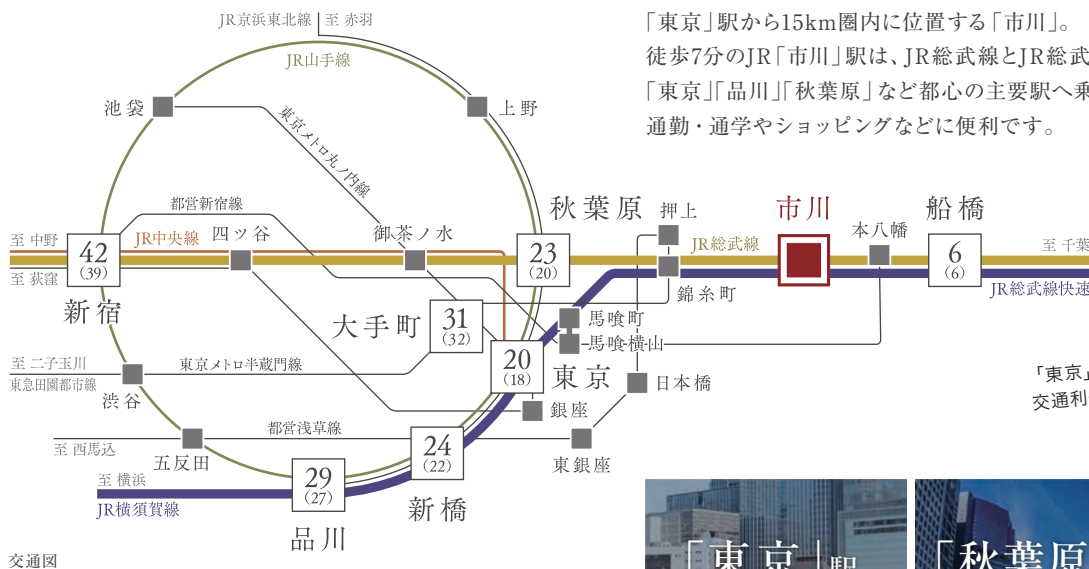 「東京」駅から15km圏内に位置する「市川」。
徒歩7分のJR「市川」駅は、JR総武線とJR総武
「東京」「品川」「秋葉原」など都心の主要駅へ乗
通勤・通学やショッピングなどに便利です。
JR京浜東北線 至 赤羽
JR山手線
池袋
上野
東京メトロ丸ノ内線
都営新宿線
秋葉原
押上
市川
船橋
至 中野
JR中央線
四ツ谷
御茶ノ水
JR総武線
本八幡
至 千葉
42
(39)
23
(20)
6
(6)
至 荻窪
新宿
錦糸町
JR総武線快速
大手町
31
(32)
馬喰町
馬喰横山
至 二子玉川
東急田園都市線
東京メトロ半蔵門線
渋谷
20
(18)
東京
日本橋
「東京」
交通利
銀座
都営浅草線
至 西馬込
五反田
24
(22)
新橋
東銀座
至 横浜
JR横須賀線
29
(27)
品川
交通図
「東京」駅
「秋葉原